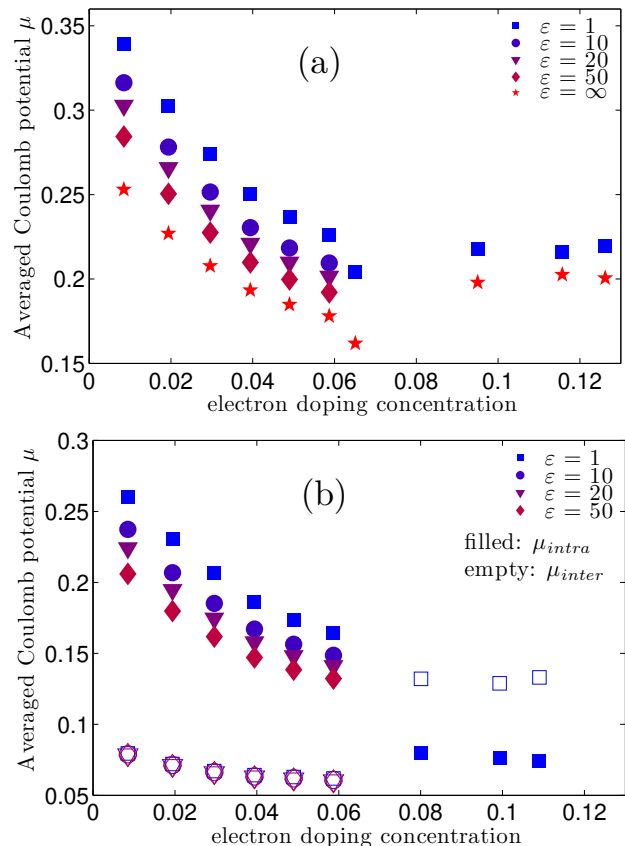 0.35
0.3
0.25
0.2
0.15
Averaged Coulomb potential μ
(a)
ε = 1
ε = 10
ε = 20
ε = 50
ε = ∞
0 0.02 0.04 0.06 0.08 0.1 0.12
electron doping concentration
0.3
0.25
0.2
0.15
0.1
0.05
Averaged Coulomb potential μ
(b)
ε = 1
ε = 10
ε = 20
ε = 50
filled: μintra
empty: μinter
0 0.02 0.04 0.06 0.08 0.1 0.12
electron doping concentration